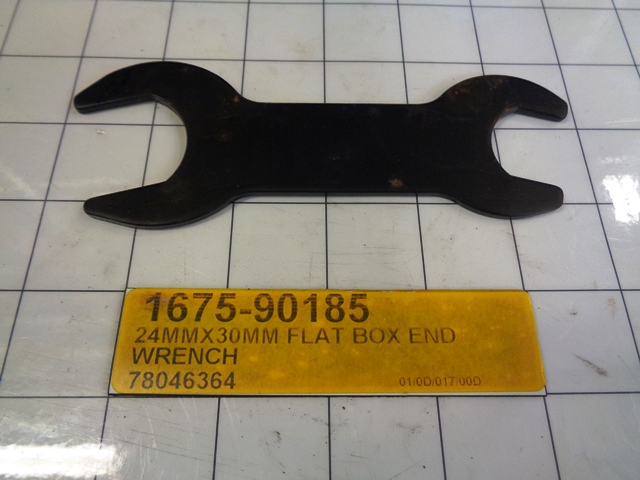 1675-90185
24MMX30MM FLAT BOX END
WRENCH
78046364
01/0D/017/00D